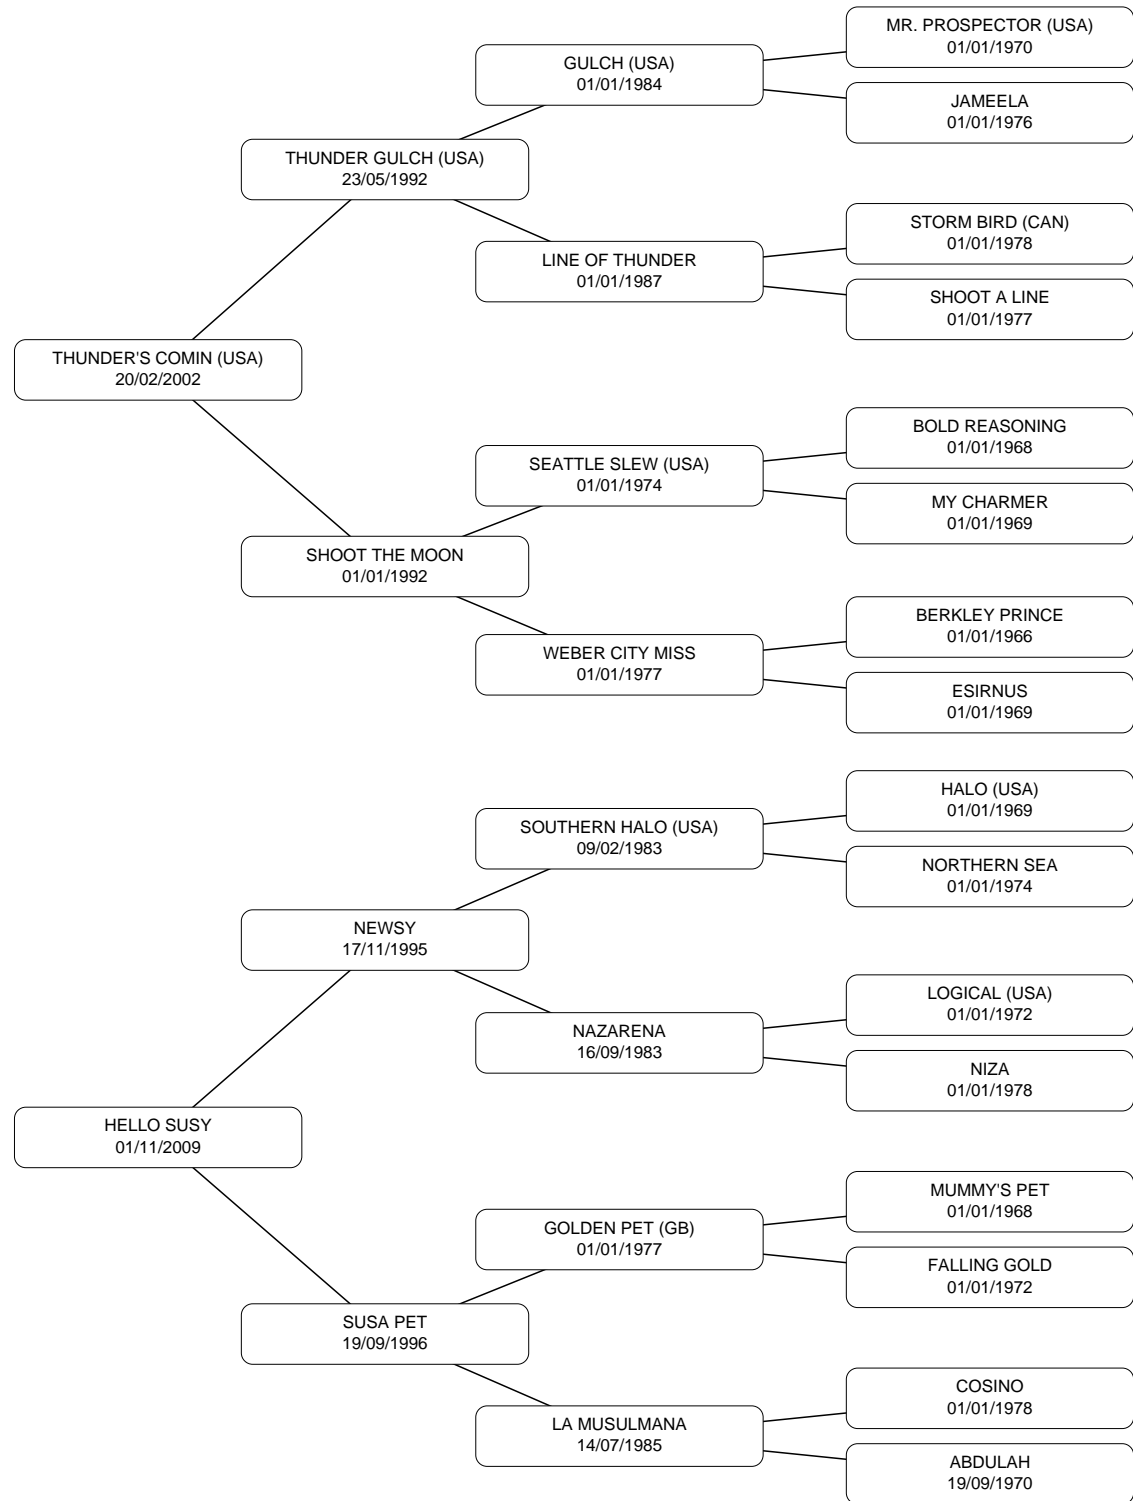 MR. PROSPECTOR (USA)
01/01/1970
GULCH (USA)
01/01/1984
JAMEELA
01/01/1976
THUNDER GULCH (USA)
23/05/1992
STORM BIRD (CAN)
01/01/1978
LINE OF THUNDER
01/01/1987
SHOOT A LINE
01/01/1977
THUNDER'S COMIN (USA)
20/02/2002
BOLD REASONING
01/01/1968
SEATTLE SLEW (USA)
01/01/1974
MY CHARMER
01/01/1969
SHOOT THE MOON
01/01/1992
BERKLEY PRINCE
01/01/1966
WEBER CITY MISS
01/01/1977
ESIRNUS
01/01/1969
HALO (USA)
01/01/1969
SOUTHERN HALO (USA)
09/02/1983
NORTHERN SEA
01/01/1974
NEWSY
17/11/1995
LOGICAL (USA)
01/01/1972
NAZARENA
16/09/1983
NIZA
01/01/1978
HELLO SUSY
01/11/2009
MUMMY'S PET
01/01/1968
GOLDEN PET (GB)
01/01/1977
FALLING GOLD
01/01/1972
SUSA PET
19/09/1996
COSINO
01/01/1978
LA MUSULMANA
14/07/1985
ABDULAH
19/09/1970